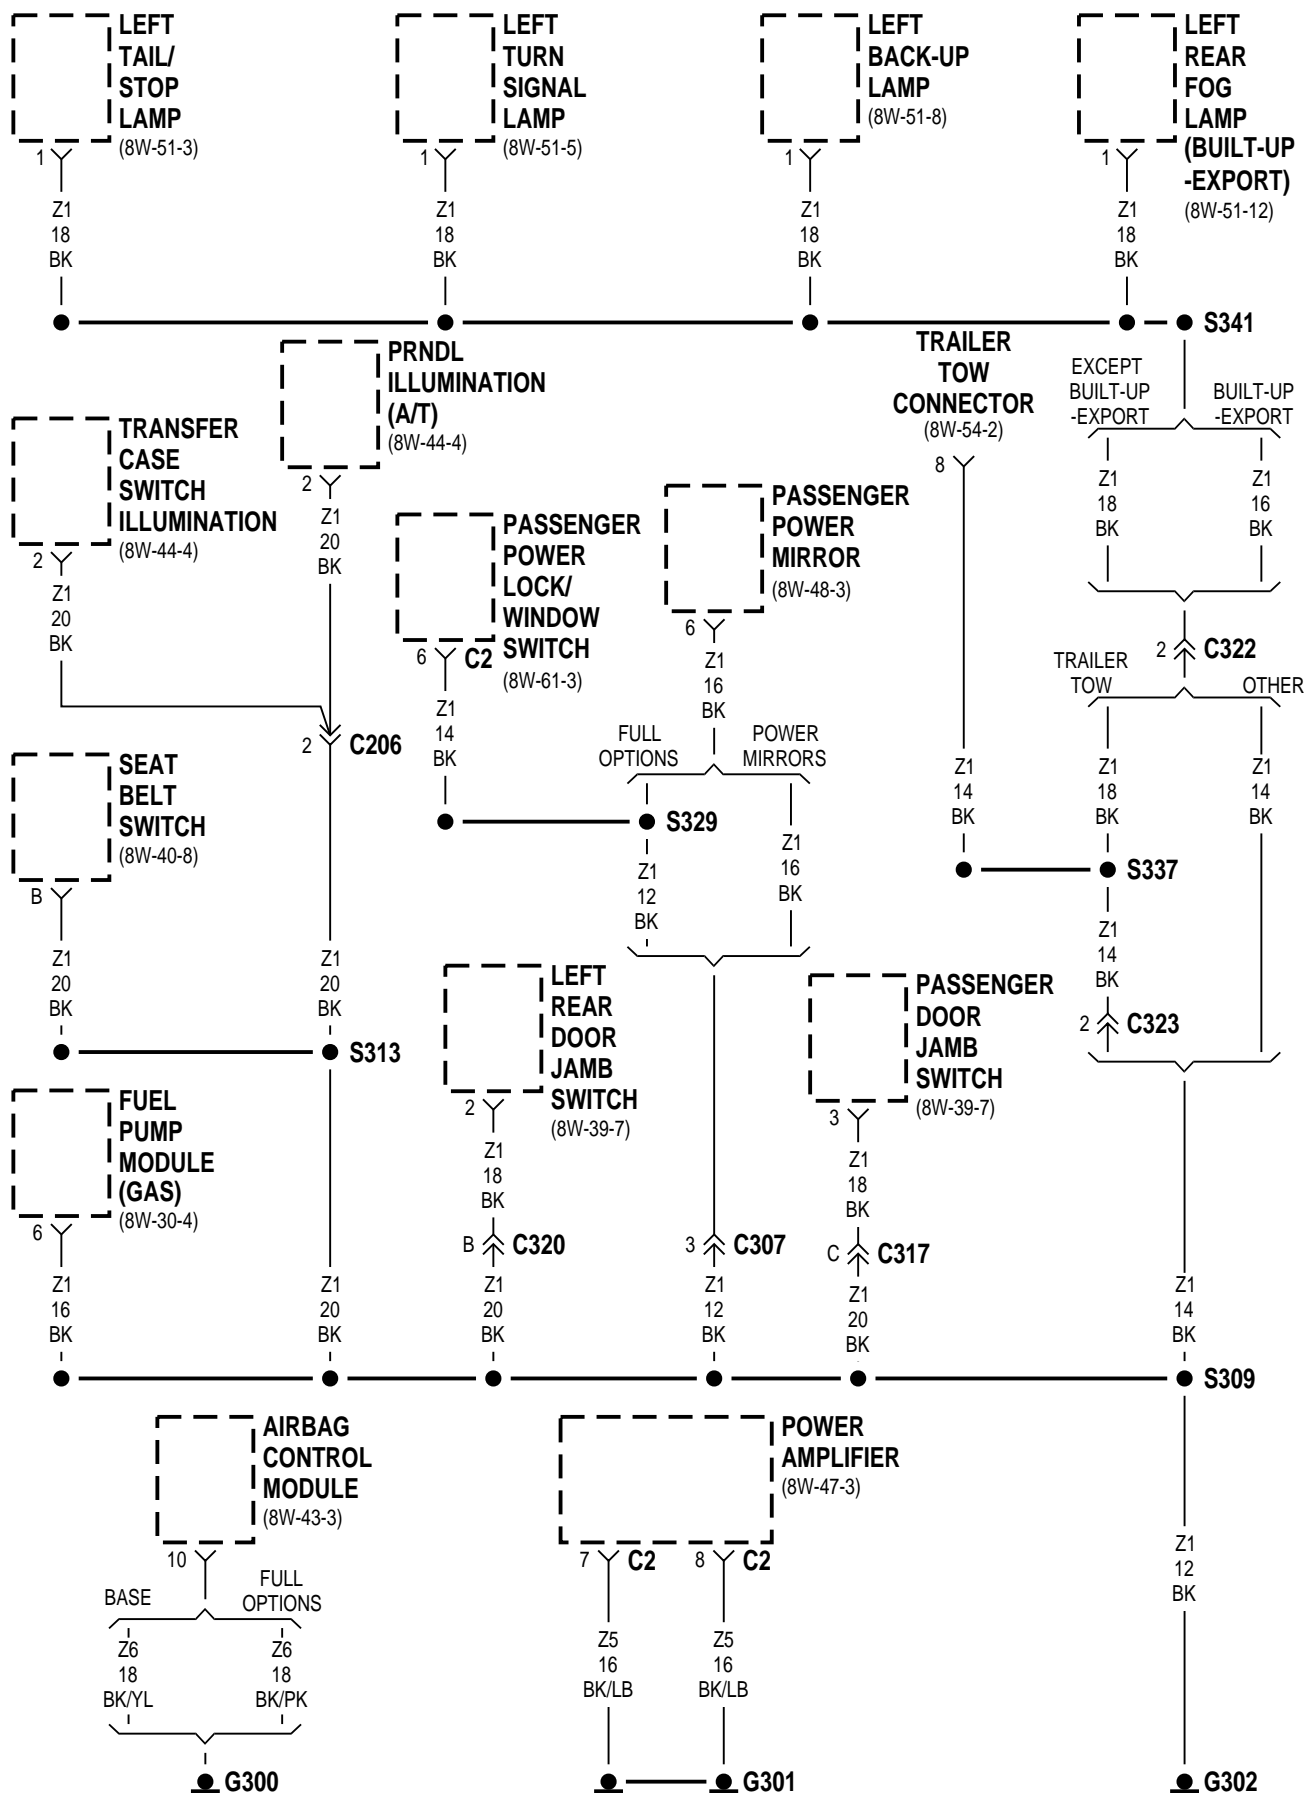 LEFT
TAIL/
STOP
LAMP
(8W-51-3)
1
Z1
18
BK
LEFT
TURN
SIGNAL
LAMP
(8W-51-5)
1
Z1
18
BK
LEFT
BACK-UP
LAMP
(8W-51-8)
1
Z1
18
BK
LEFT
REAR
FOG
LAMP
(BUILT-UP
-EXPORT)
(8W-51-12)
1
Z1
18
BK
S341
PRNDL
ILLUMINATION
(A/T)
(8W-44-4)
2
Z1
20
BK
TRAILER
TOW
CONNECTOR
(8W-54-2)
8
EXCEPT
BUILT-UP
-EXPORT
BUILT-UP
-EXPORT
Z1
18
BK
Z1
16
BK
TRANSFER
CASE
SWITCH
ILLUMINATION
(8W-44-4)
2
Z1
20
BK
PASSENGER
POWER
LOCK/
WINDOW
SWITCH
(8W-61-3)
6
C2
Z1
14
BK
PASSENGER
POWER
MIRROR
(8W-48-3)
6
Z1
16
BK
2
C322
TRAILER
TOW
OTHER
2
C206
FULL
OPTIONS
POWER
MIRRORS
Z1
14
BK
Z1
18
BK
Z1
14
BK
SEAT
BELT
SWITCH
(8W-40-8)
B
S329
Z1
12
BK
Z1
16
BK
S337
Z1
14
BK
Z1
20
BK
Z1
20
BK
LEFT
REAR
DOOR
JAMB
SWITCH
(8W-39-7)
2
PASSENGER
DOOR
JAMB
SWITCH
(8W-39-7)
3
2
C323
S313
FUEL
PUMP
MODULE
(GAS)
(8W-30-4)
6
Z1
18
BK
Z1
18
BK
B
C320
3
C307
C
C317
Z1
16
BK
Z1
20
BK
Z1
20
BK
Z1
12
BK
Z1
20
BK
Z1
14
BK
S309
AIRBAG
CONTROL
MODULE
(8W-43-3)
10
POWER
AMPLIFIER
(8W-47-3)
7
C2
8
C2
Z1
12
BK
BASE
FULL
OPTIONS
Z6
18
BK/YL
Z6
18
BK/PK
Z5
16
BK/LB
Z5
16
BK/LB
G300
G301
G302